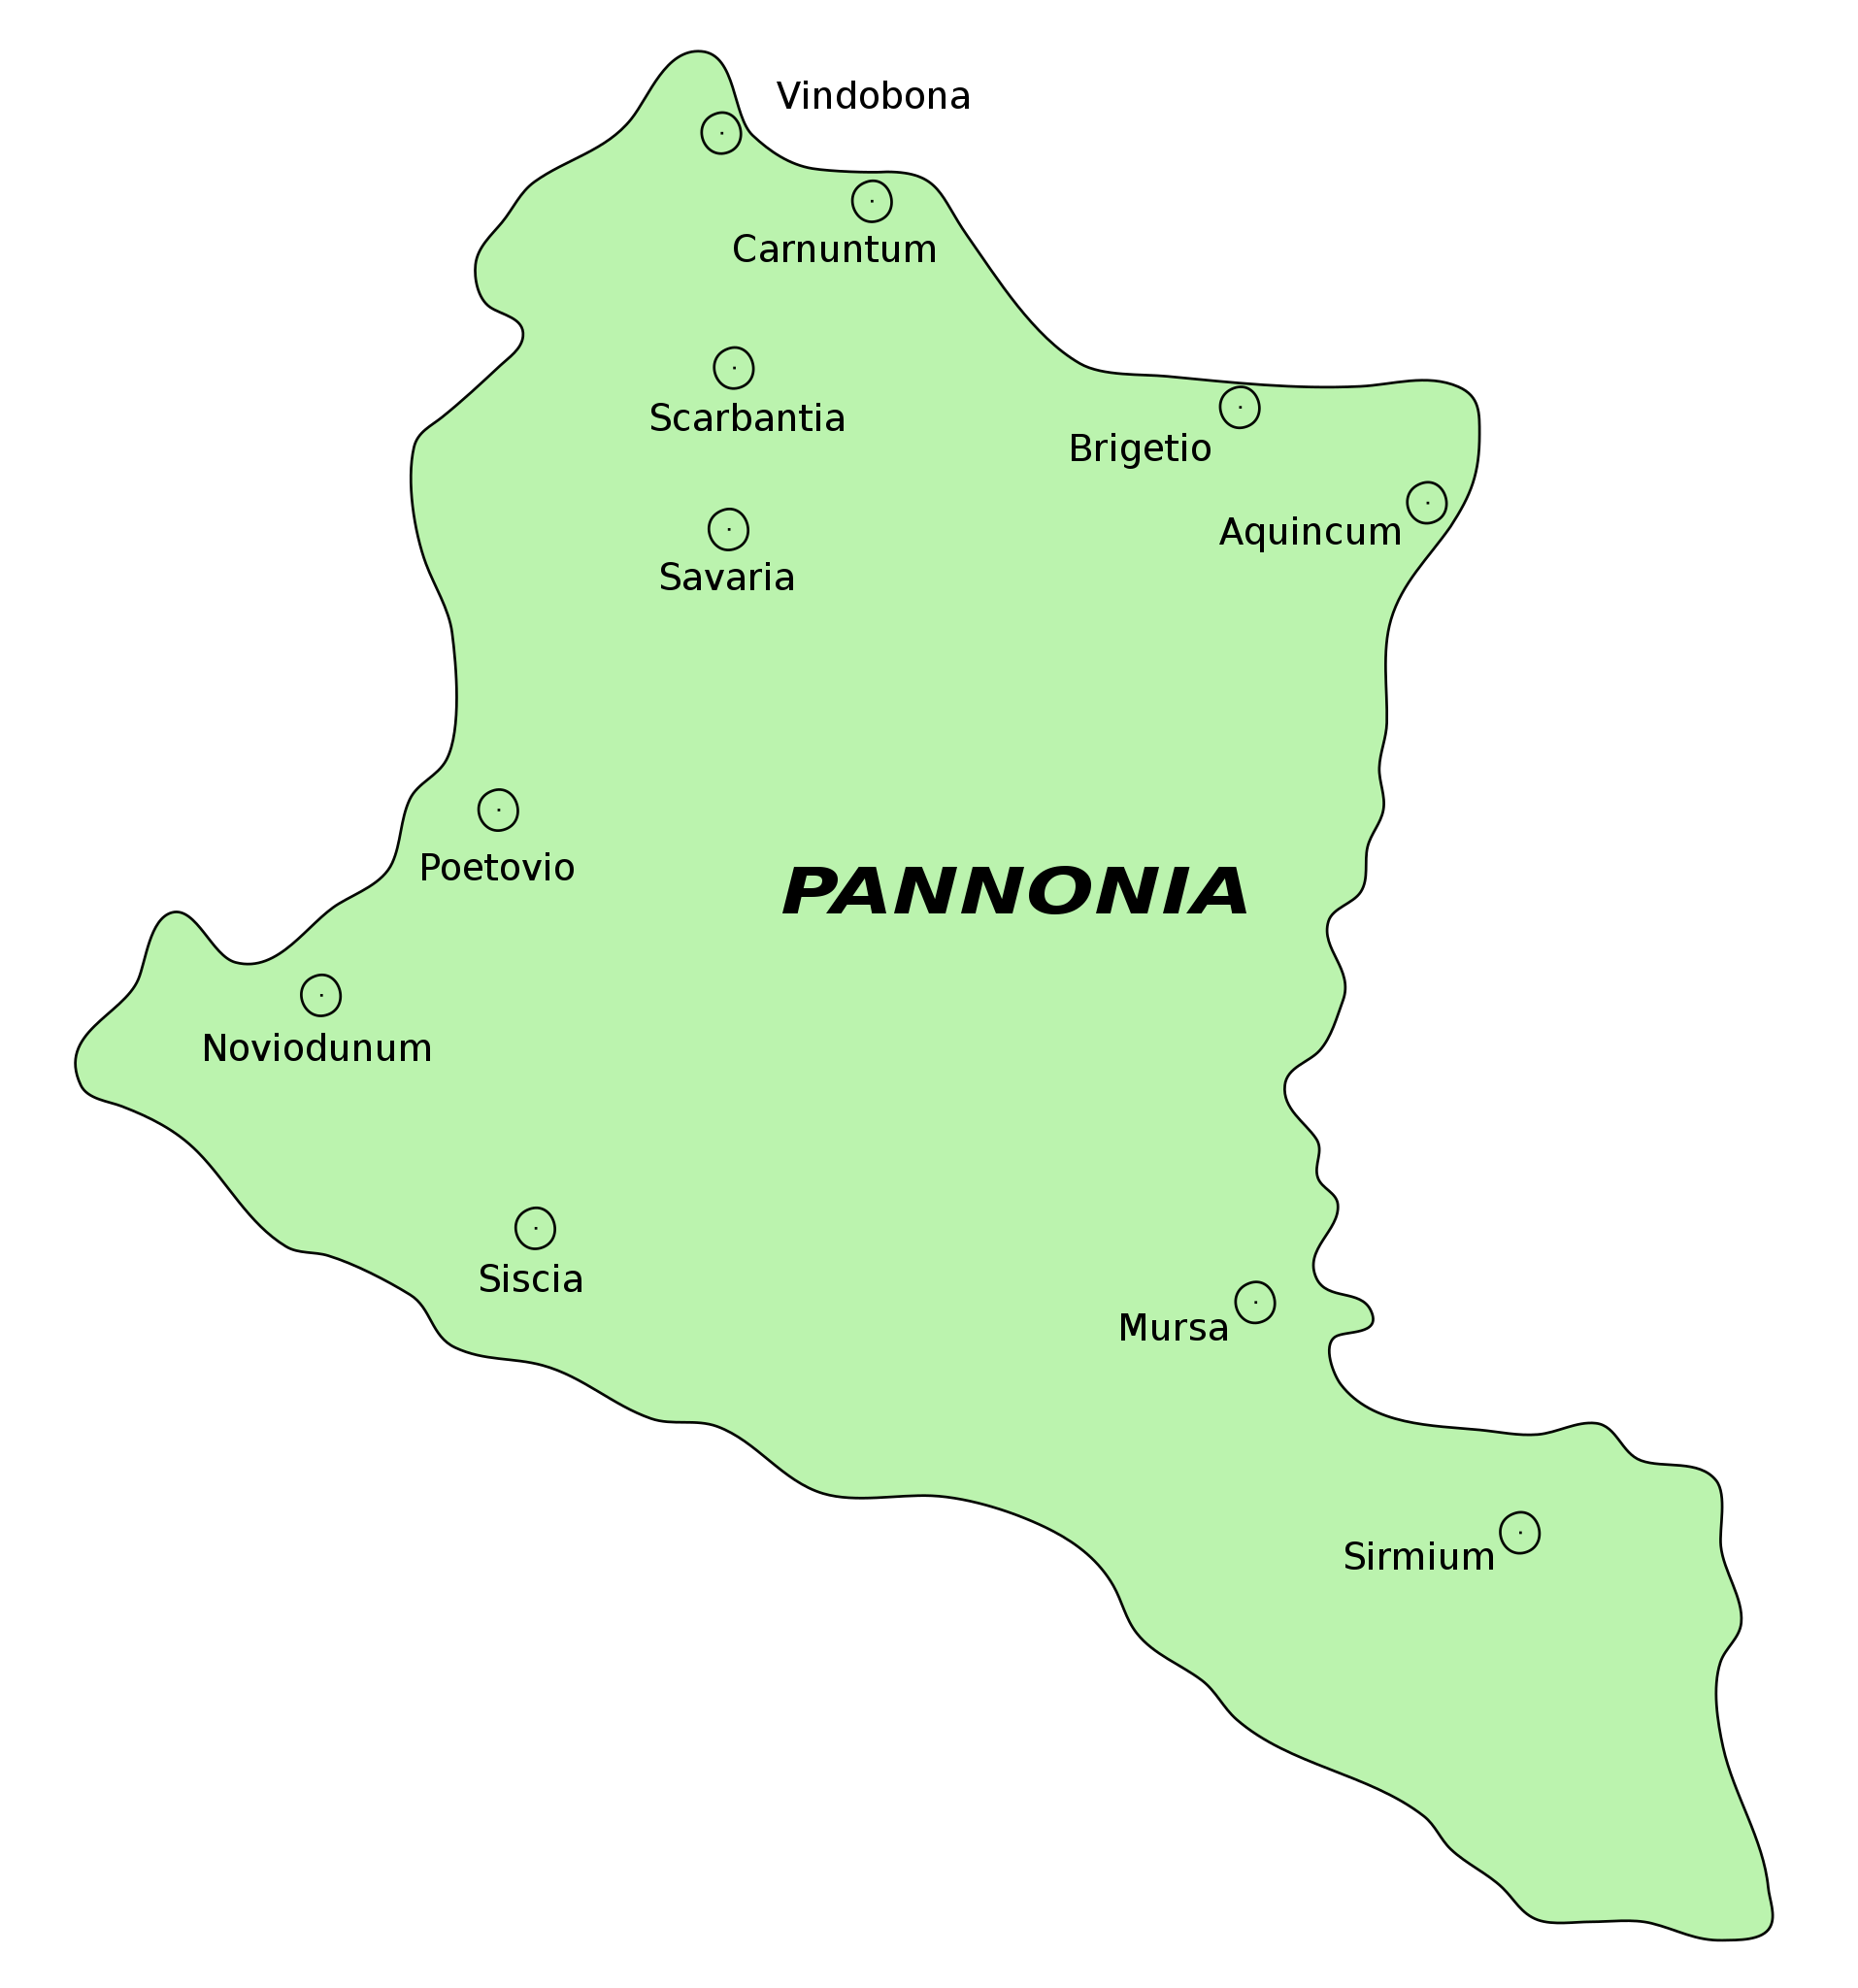 Vindobona
Carnuntum
Scarbantia
Brigetio
Aquincum
Savaria
Poetovio
PANNONIA
Noviodunum
Siscia
Mursa
Sirmium